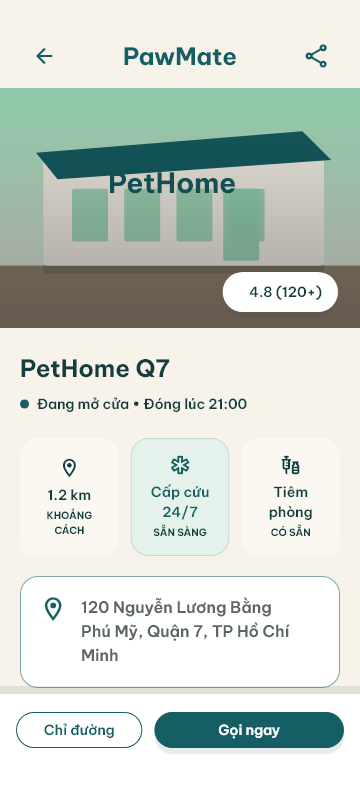 PawMate
PetHome
4.8 (120+)
PetHome Q7
Đang mở cửa • Đóng lúc 21:00
1.2 km
KHOẢNG
CÁCH
Cấp cứu
24/7
SẴN SÀNG
Tiêm
phòng
CÓ SẴN
120 Nguyễn Lương Bằng
Phú Mỹ, Quận 7, TP Hồ Chí
Minh
Chỉ đường
Gọi ngay